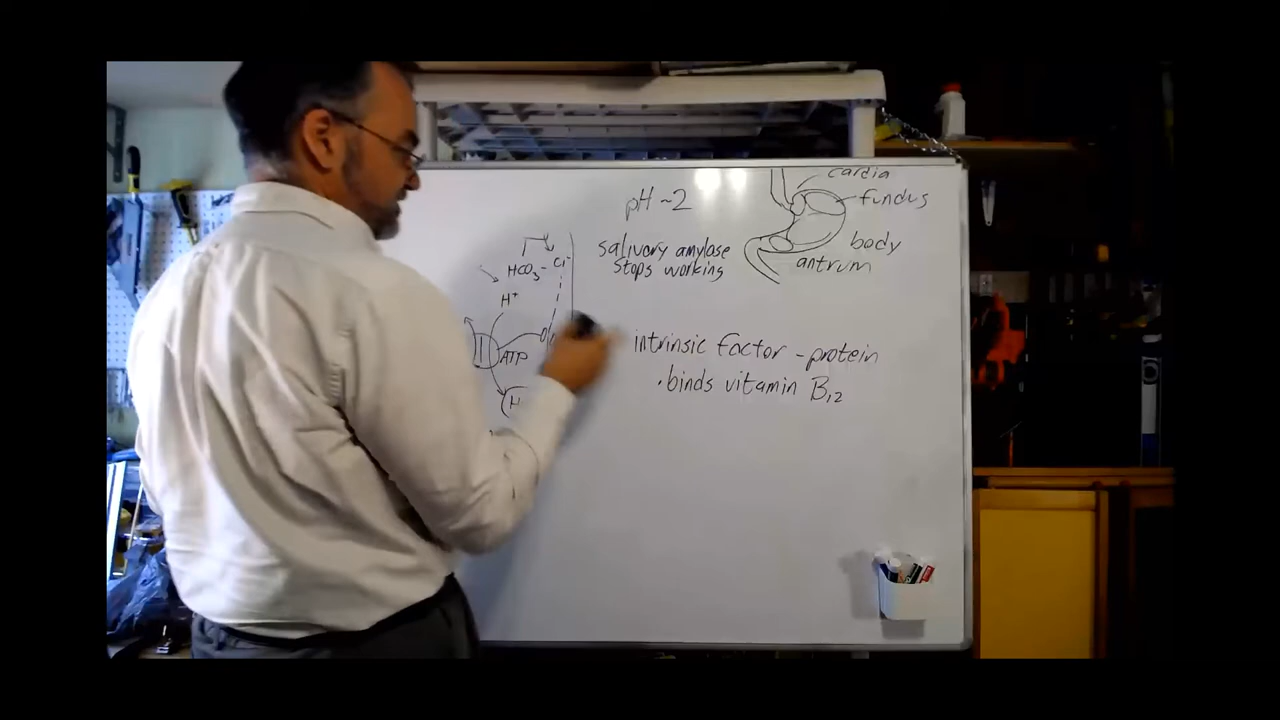 cardia
pH ~2
fundus
salivary amylase
stops working
body
antrum
HCO3- Cl-
H+
ATP
(H
intrinsic factor - protein
· binds vitamin B12